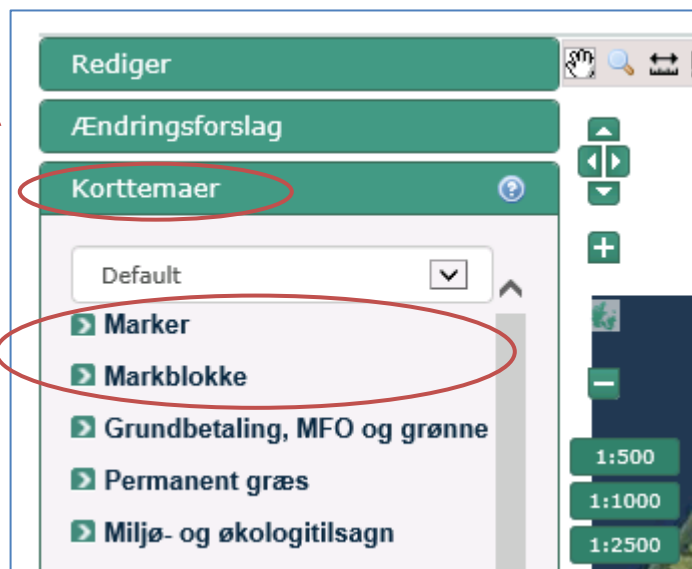 Rediger
Ændringsforslag
Korttemaer
Default
Marker
Markblokke
Grundbetaling, MFO og grønne
Permanent græs
Miljø- og økologitilsagn
1:500
1:1000
1:2500